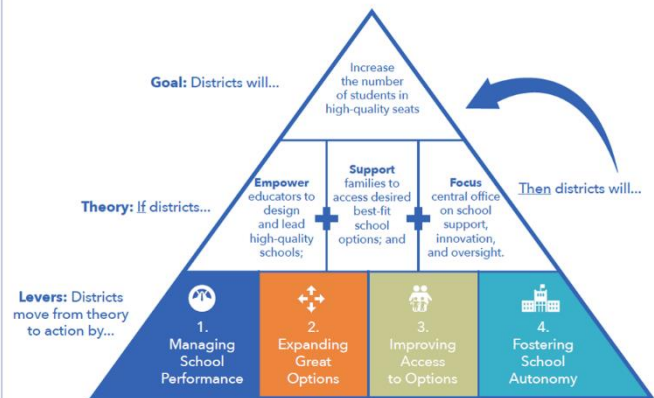 Goal: Districts will...
Increase
the number
of students in
high-quality seats
Theory: If districts...
Empower
educators to
design
and lead
high-quality
schools;
Support
families to
access desired
best-fit
school
options; and
Focus
central office
on school
support,
innovation,
and oversight.
Then districts will...
Levers: Districts
move from theory
to action by...
1.
Managing
School
Performance
2.
Expanding
Great
Options
3.
Improving
Access
to Options
4.
Fostering
School
Autonomy